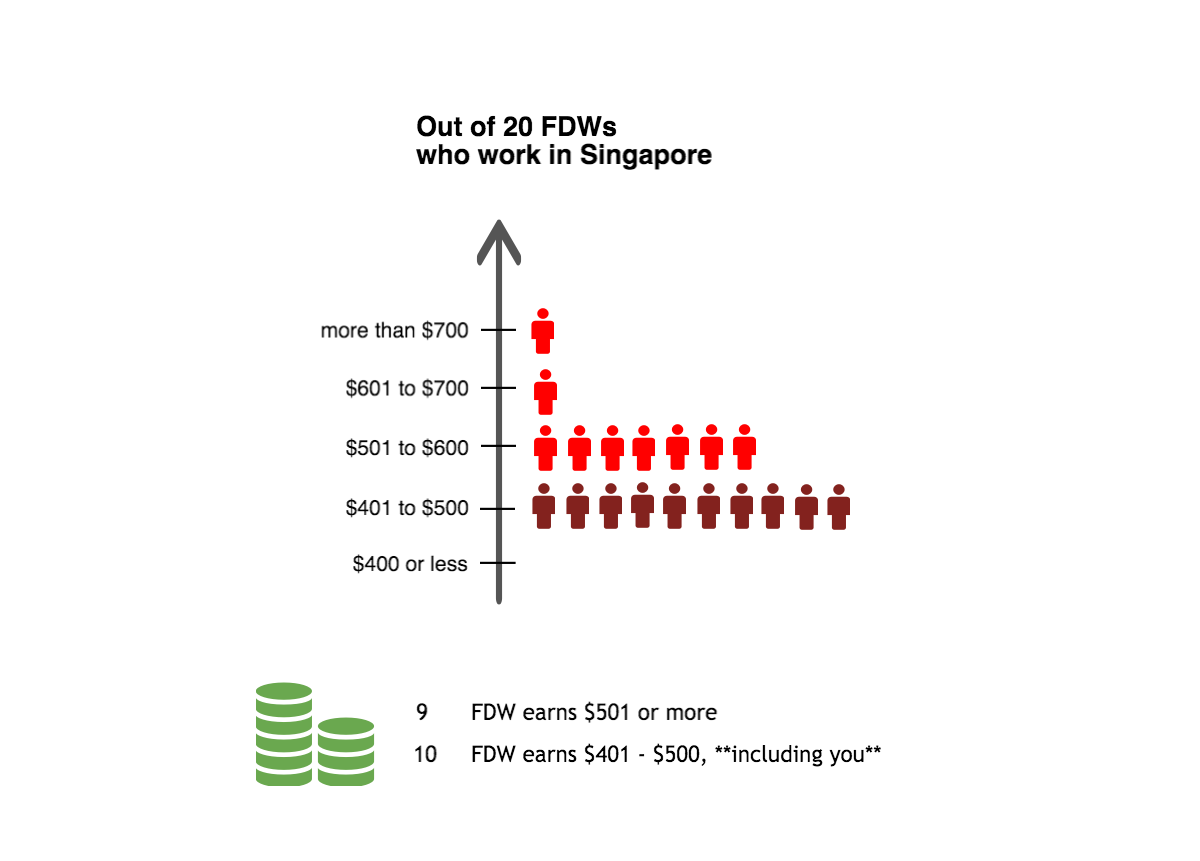 Out of 20 FDWs
who work in Singapore
more than $700
$601 to $700
$501 to $600
$401 to $500
$400 or less
9 FDW earns $501 or more
10 FDW earns $401 - $500, **including you**